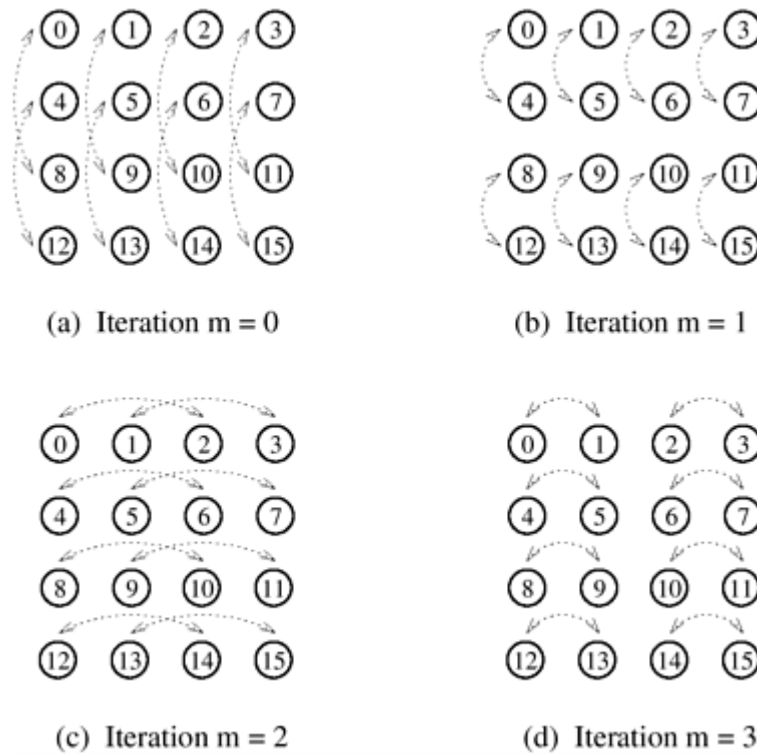 0 1 2 3
4 5 6 7
8 9 10 11
12 13 14 15
(a) Iteration m = 0
0 1 2 3
4 5 6 7
8 9 10 11
12 13 14 15
(b) Iteration m = 1
0 1 2 3
4 5 6 7
8 9 10 11
12 13 14 15
(c) Iteration m = 2
0 1 2 3
4 5 6 7
8 9 10 11
12 13 14 15
(d) Iteration m = 3